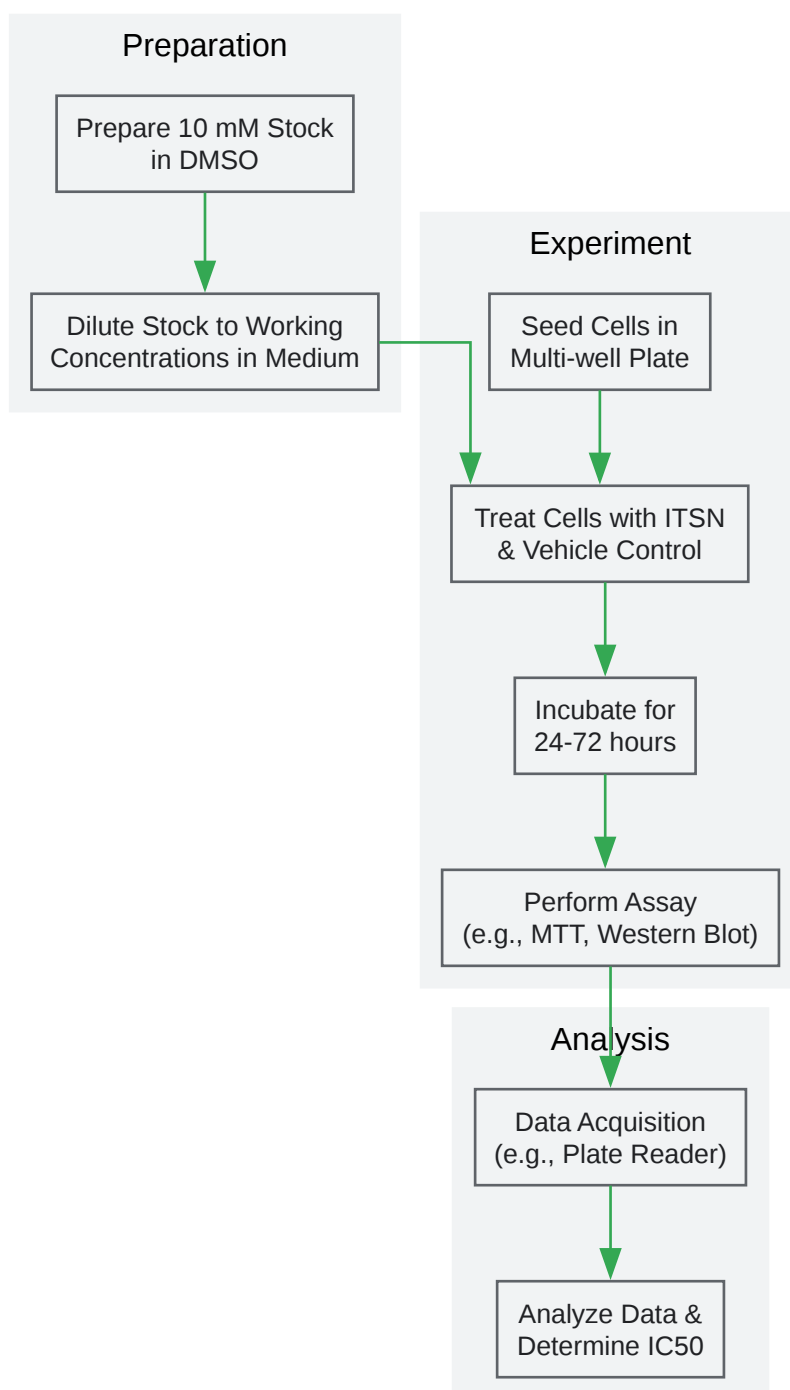 Preparation
Prepare 10 mM Stock
in DMSO
Dilute Stock to Working
Concentrations in Medium
Experiment
Seed Cells in
Multi-well Plate
Treat Cells with ITSN
& Vehicle Control
Incubate for
24-72 hours
Perform Assay
(e.g., MTT, Western Blot)
Analysis
Data Acquisition
(e.g., Plate Reader)
Analyze Data &
Determine IC50